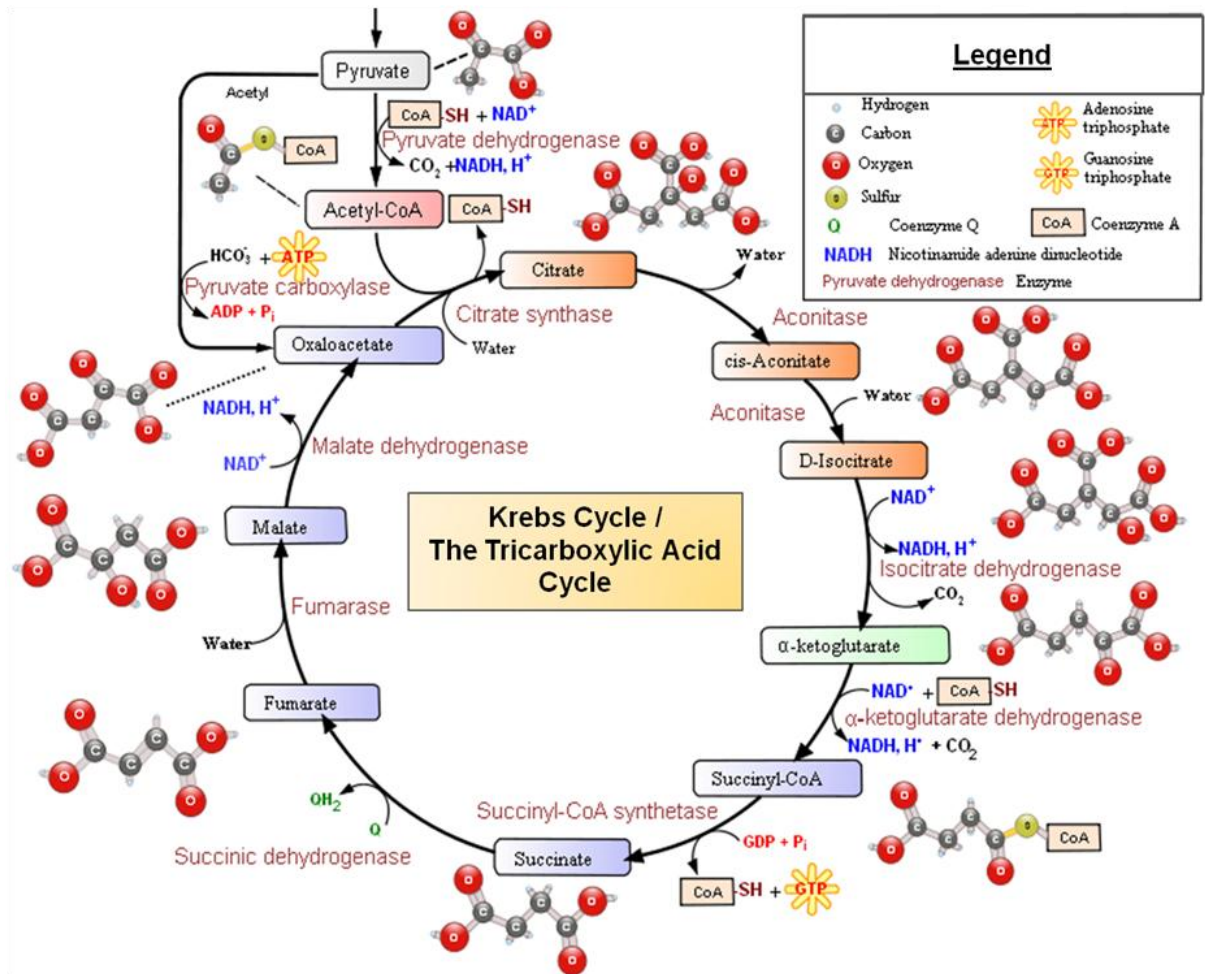 Pyruvate
Acetyl
CoA-SH + NAD⁺
Pyruvate dehydrogenase
CO₂ +NADH, H⁺
CoA
Acetyl-CoA
CoA-SH
HCO₃⁻ + ATP
Pyruvate carboxylase
ADP + Pᵢ
Oxaloacetate
Citrate synthase
Water
Citrate
Water
Aconitase
cis-Aconitate
Aconitase
Water
D-Isocitrate
NAD⁺
NADH, H⁺
Isocitrate dehydrogenase
CO₂
α-ketoglutarate
NAD• + CoA-SH
α-ketoglutarate dehydrogenase
NADH, H• + CO₂
Succinyl-CoA
CoA
Succinyl-CoA synthetase
GDP + Pᵢ
CoA-SH + GTP
Succinate
QH₂
Q
Succinic dehydrogenase
Fumarate
Water
Fumarase
Malate
NAD⁺
Malate dehydrogenase
NADH, H⁺
Krebs Cycle /
The Tricarboxylic Acid
Cycle
Legend
Hydrogen
C Carbon
O Oxygen
S Sulfur
Q Coenzyme Q
NADH Nicotinamide adenine dinucleotide
Pyruvate dehydrogenase Enzyme
ATP Adenosine
triphosphate
GTP Guanosine
triphosphate
CoA Coenzyme A